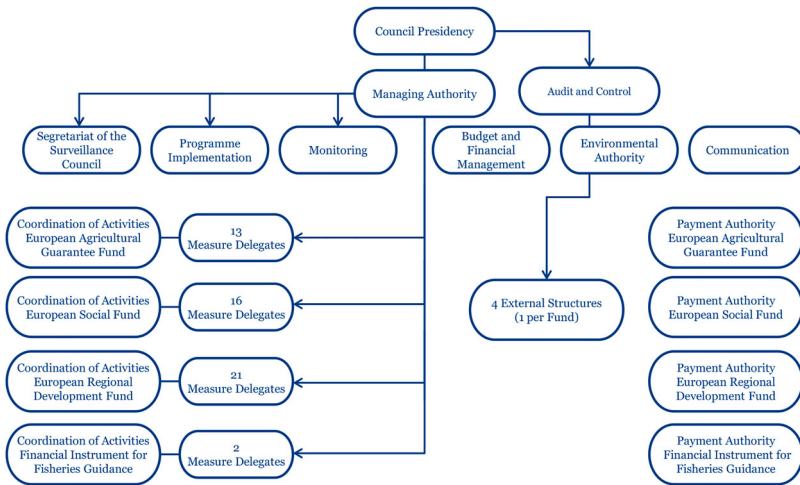 Council Presidency
Managing Authority
Audit and Control
Segretariat of the
Surveillance
Council
Programme
Implementation
Monitoring
Budget and
Financial
Management
Environmental
Authority
Communication
Coordination of Activities
European Agricultural
Guarantee Fund
13
Measure Delegates
Payment Authority
European Agricultural
Guarantee Fund
Coordination of Activities
European Social Fund
16
Measure Delegates
4 External Structures
(1 per Fund)
Payment Authority
European Social Fund
Coordination of Activities
European Regional
Development Fund
21
Measure Delegates
Payment Authority
European Regional
Development Fund
Coordination of Activities
Financial Instrument for
Fisheries Guidance
2
Measure Delegates
Payment Authority
Financial Instrument for
Fisheries Guidance